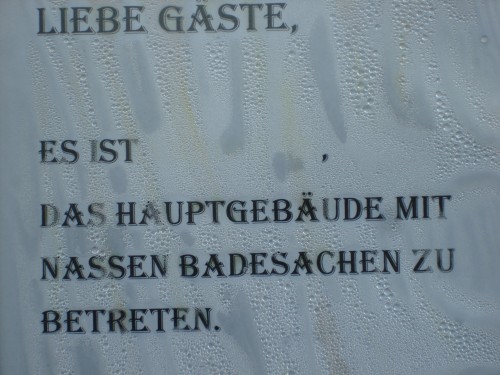 LIEBE GÄSTE,
ES IST ,
DAS HAUPTGEBÄUDE MIT
NASSEN BADESACHEN ZU
BETRETEN.